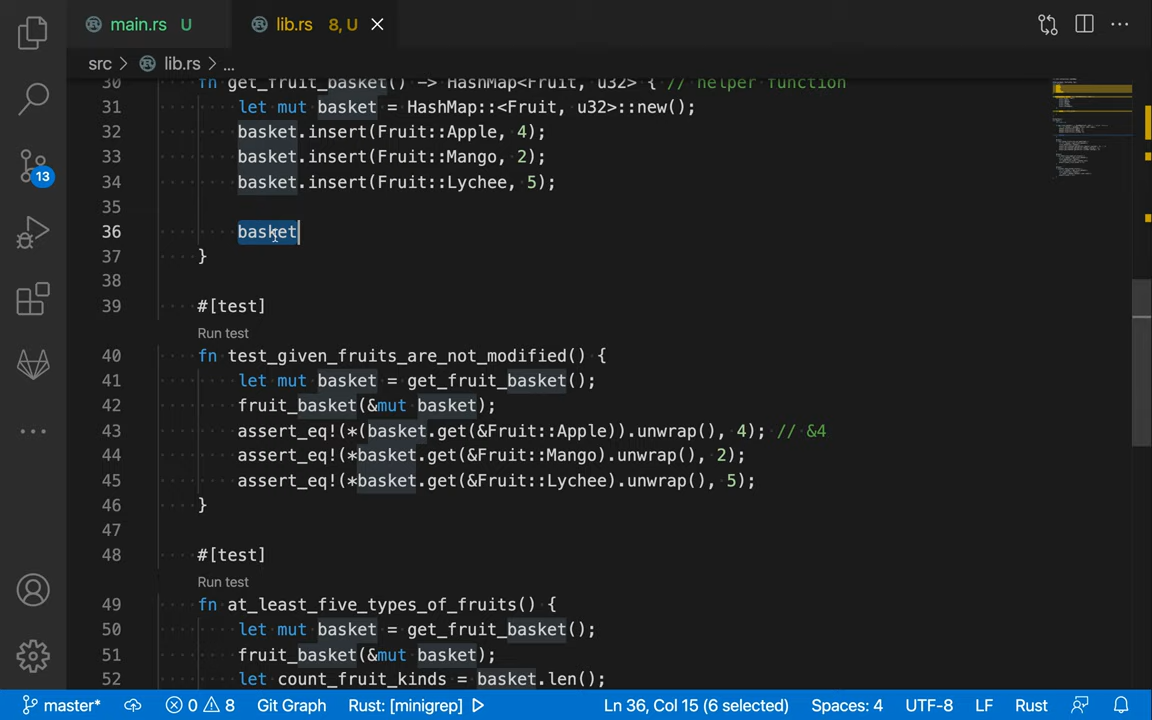 main.rs U lib.rs 8, U
src > lib.rs > ...
30 fn get_fruit_basket() -> HashMap<Fruit, u32> { // helper function
31 let mut basket = HashMap::<Fruit, u32>::new();
32 basket.insert(Fruit::Apple, 4);
33 basket.insert(Fruit::Mango, 2);
34 basket.insert(Fruit::Lychee, 5);
35
36 basket
37 }
38
39 #[test]
Run test
40 fn test_given_fruits_are_not_modified() {
41 let mut basket = get_fruit_basket();
42 fruit_basket(&mut basket);
43 assert_eq!(*(basket.get(&Fruit::Apple)).unwrap(), 4); // &4
44 assert_eq!(*basket.get(&Fruit::Mango).unwrap(), 2);
45 assert_eq!(*basket.get(&Fruit::Lychee).unwrap(), 5);
46 }
47
48 #[test]
Run test
49 fn at_least_five_types_of_fruits() {
50 let mut basket = get_fruit_basket();
51 fruit_basket(&mut basket);
52 let count_fruit_kinds = basket.len();
13
master* 0 8 Git Graph Rust: [minigrep] Ln 36, Col 15 (6 selected) Spaces: 4 UTF-8 LF Rust